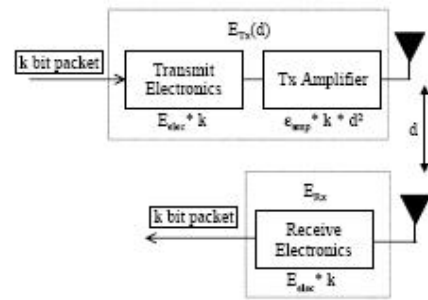 E_Tx(d)
k bit packet
Transmit
Electronics
Tx Amplifier
E_elec* k
ε_amp* k * d²
d
E_Rx
k bit packet
Receive
Electronics
E_elec* k